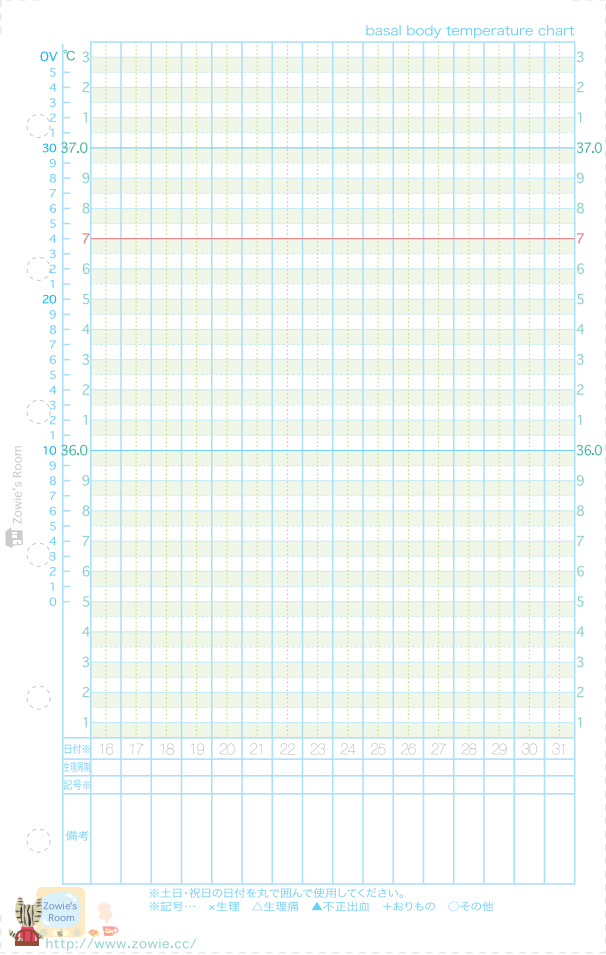 basal body temperature chart
OV ℃ 3 3
5
4 2 2
3
2 1 1
1
30 37.0 37.0
9
8 9 9
7
6 8 8
5
4 7 7
3
2 6 6
1
20 5 5
9
8 4 4
7
6 3 3
5
4 2 2
3
2 1 1
1
10 36.0 36.0
9
8 9 9
7
6 8 8
5
4 7 7
3
2 6 6
1
0 5 5
4 4
3 3
2 2
1 1
Zowie's Room
日付※ 16 17 18 19 20 21 22 23 24 25 26 27 28 29 30 31
生理周期
記号※
備考
※土日・祝日の日付を丸で囲んで使用してください。
※記号… ×生理 △生理痛 ▲不正出血 +おりもの ○その他
Zowie's
Room
http://www.zowie.cc/